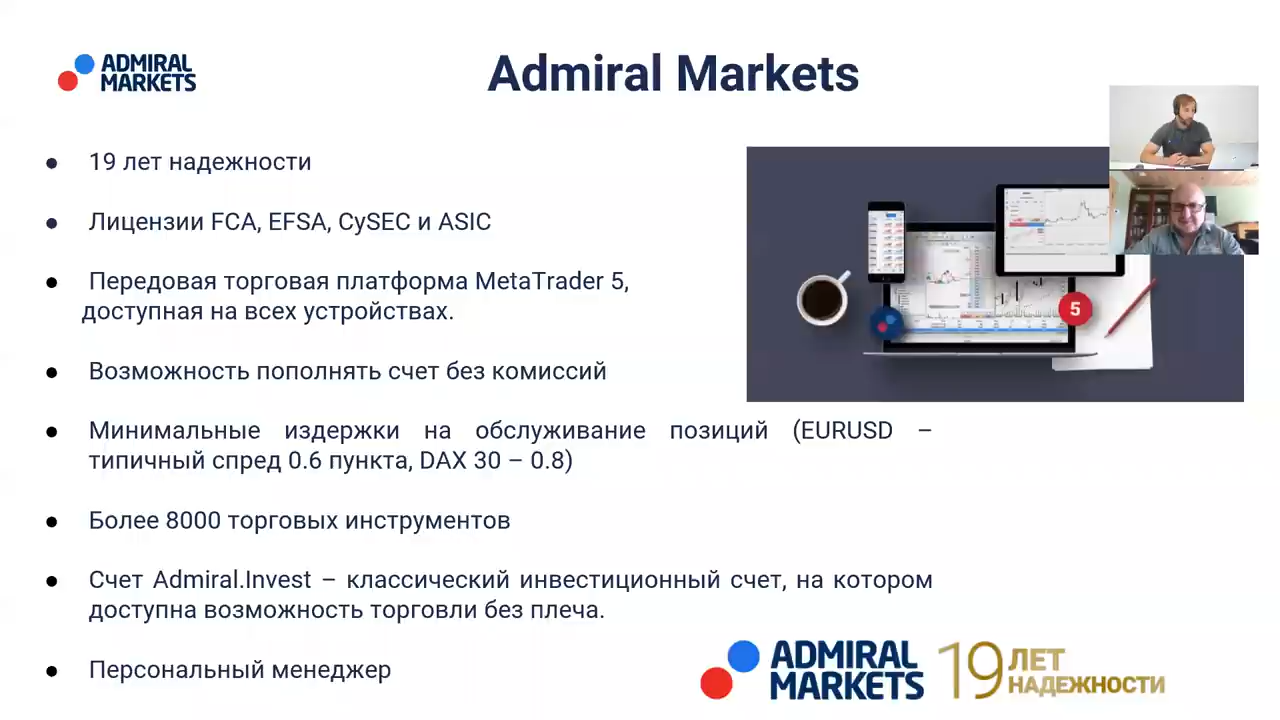 ADMIRAL
MARKETS
Admiral Markets
19 лет надежности
Лицензии FCA, EFSA, CySEC и ASIC
Передовая торговая платформа MetaTrader 5,
доступная на всех устройствах.
5
Возможность пополнять счет без комиссий
Минимальные издержки на обслуживание позиций (EURUSD –
типичный спред 0.6 пункта, DAX 30 – 0.8)
Более 8000 торговых инструментов
Счет Admiral.Invest – классический инвестиционный счет, на котором
доступна возможность торговли без плеча.
Персональный менеджер
ADMIRAL
MARKETS
19 ЛЕТ
НАДЕЖНОСТИ